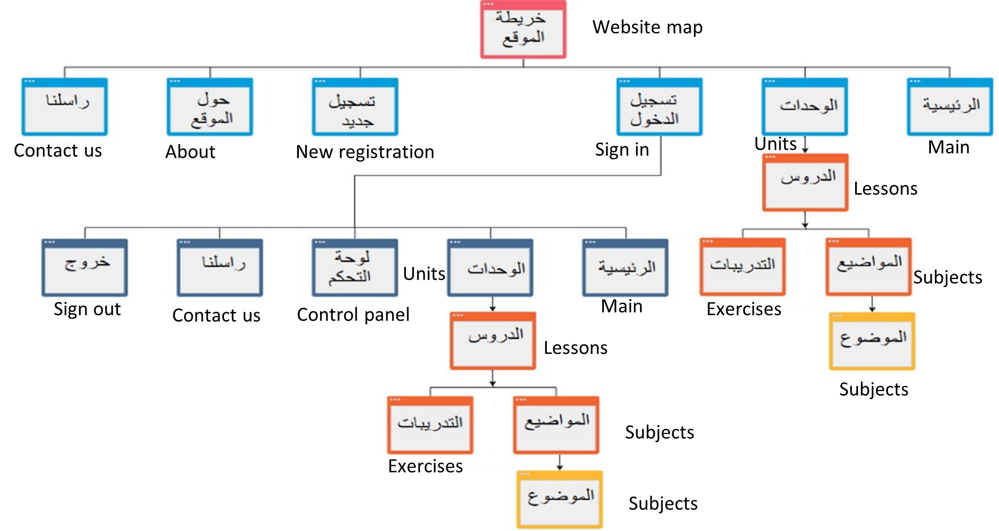 خريطة
الموقع
Website map
راسلنا
حول
الموقع
تسجيل
جديد
تسجيل
الدخول
الوحدات
الرئيسية
Contact us
About
New registration
Sign in
Units
Main
الدروس
Lessons
خروج
راسلنا
لوحة
التحكم
Units
الوحدات
الرئيسية
التدريبات
المواضيع
Subjects
Sign out
Contact us
Control panel
Main
Exercises
الدروس
Lessons
الموضوع
Subjects
التدريبات
المواضيع
Subjects
Exercises
الموضوع
Subjects